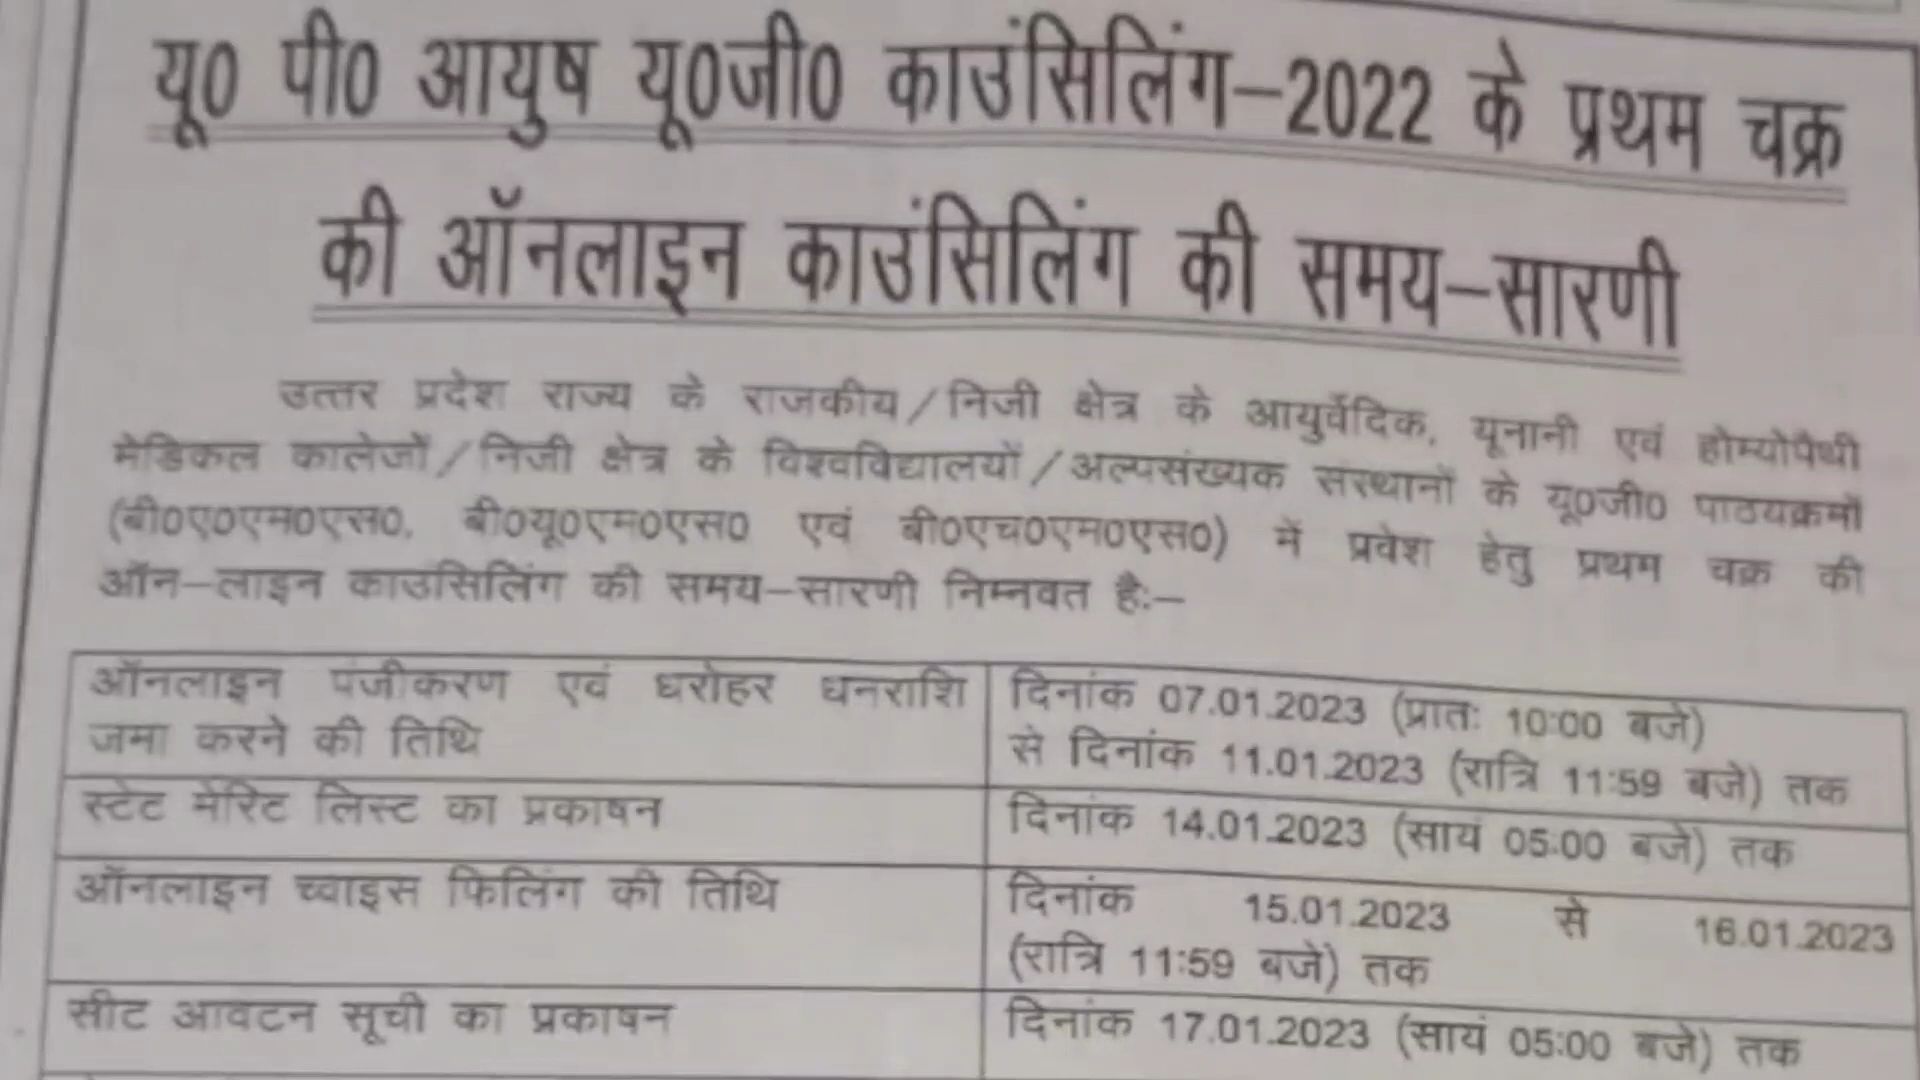 यू0 पी0 आयुष यू0जी0 काउंसिलिंग–2022 के प्रथम चक्र
की ऑनलाइन काउंसिलिंग की समय–सारणी
उत्तर प्रदेश राज्य के राजकीय/निजी क्षेत्र के आयुर्वेदिक, यूनानी एवं होम्योपैथी
मेडिकल कालेजों/निजी क्षेत्र के विश्वविद्यालयों/अल्पसंख्यक संस्थानों के यू0जी0 पाठयक्रमों
(बी0ए0एम0एस0, बी0यू0एम0एस0 एवं बी0एच0एम0एस0) में प्रवेश हेतु प्रथम चक्र की
ऑन–लाइन काउंसिलिंग की समय–सारणी निम्नवत है:–
ऑनलाइन पंजीकरण एवं धरोहर धनराशि
जमा करने की तिथि
दिनांक 07.01.2023 (प्रातः 10:00 बजे)
से दिनांक 11.01.2023 (रात्रि 11:59 बजे) तक
स्टेट मेरिट लिस्ट का प्रकाषन
दिनांक 14.01.2023 (सायं 05:00 बजे) तक
ऑनलाइन च्वाइस फिलिंग की तिथि
दिनांक 15.01.2023 से 16.01.2023
(रात्रि 11:59 बजे) तक
सीट आवटन सूची का प्रकाषन
दिनांक 17.01.2023 (सायं 05:00 बजे) तक